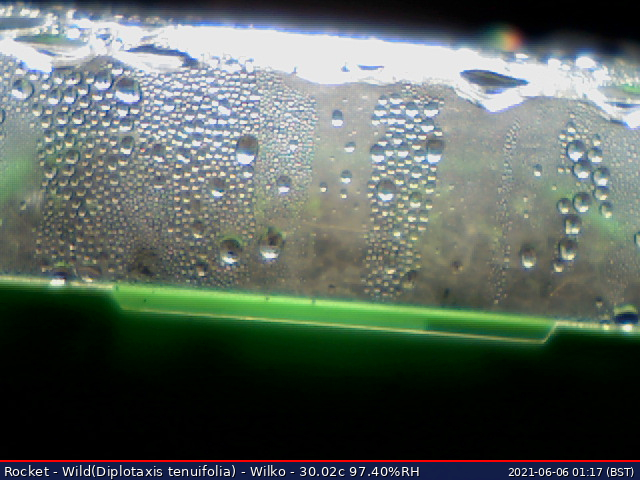 Rocket - Wild(Diplotaxis tenuifolia) - Wilko - 30.02c 97.40%RH
2021-06-06 01:17 (BST)